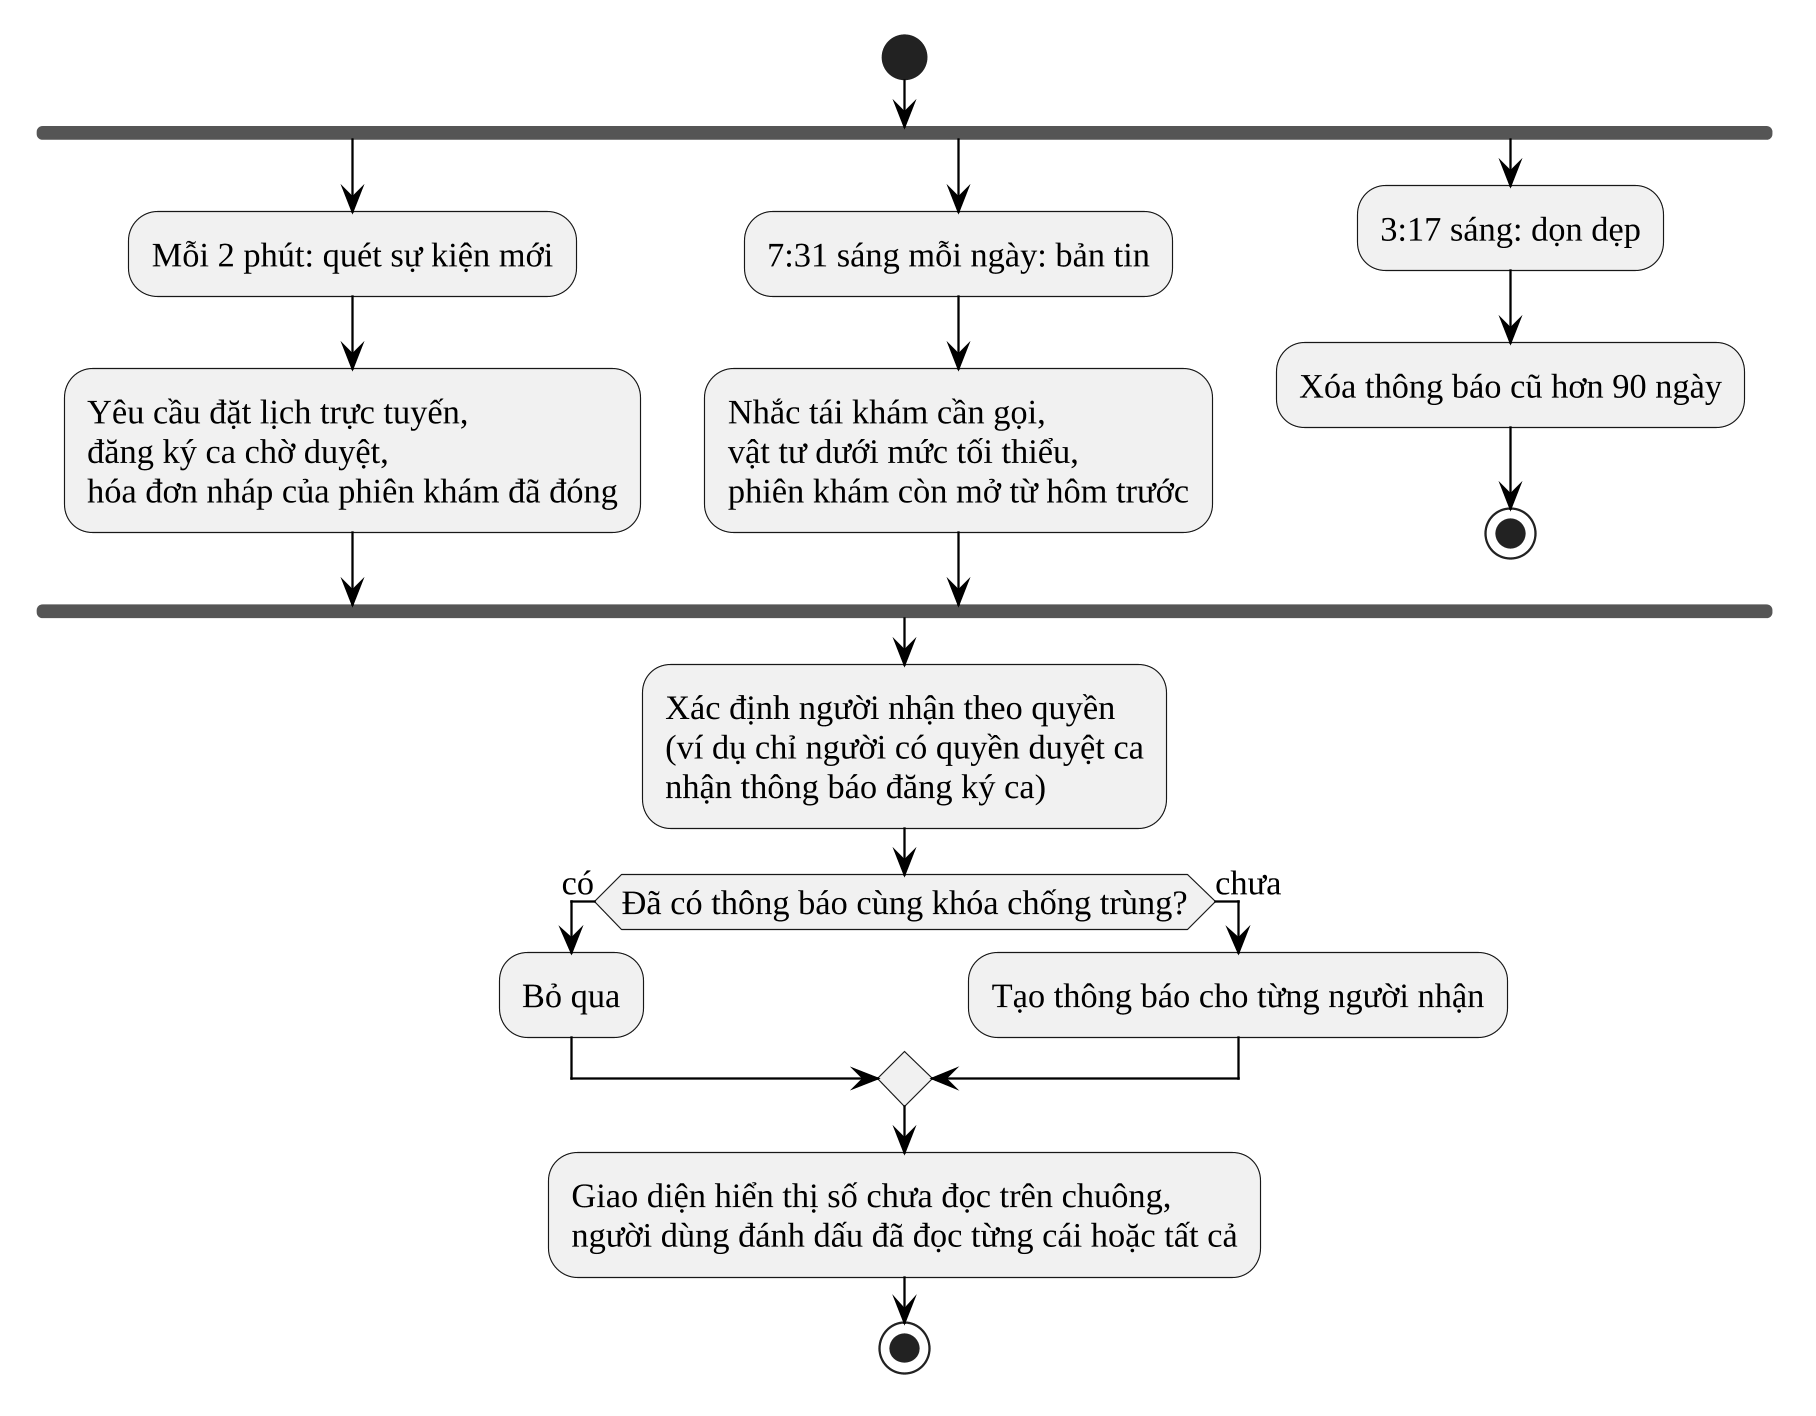 Mỗi 2 phút: quét sự kiện mới
Yêu cầu đặt lịch trực tuyến,
đăng ký ca chờ duyệt,
hóa đơn nháp của phiên khám đã đóng
7:31 sáng mỗi ngày: bản tin
Nhắc tái khám cần gọi,
vật tư dưới mức tối thiểu,
phiên khám còn mở từ hôm trước
3:17 sáng: dọn dẹp
Xóa thông báo cũ hơn 90 ngày
Xác định người nhận theo quyền
(ví dụ chỉ người có quyền duyệt ca
nhận thông báo đăng ký ca)
có
Đã có thông báo cùng khóa chống trùng?
chưa
Bỏ qua
Tạo thông báo cho từng người nhận
Giao diện hiển thị số chưa đọc trên chuông,
người dùng đánh dấu đã đọc từng cái hoặc tất cả